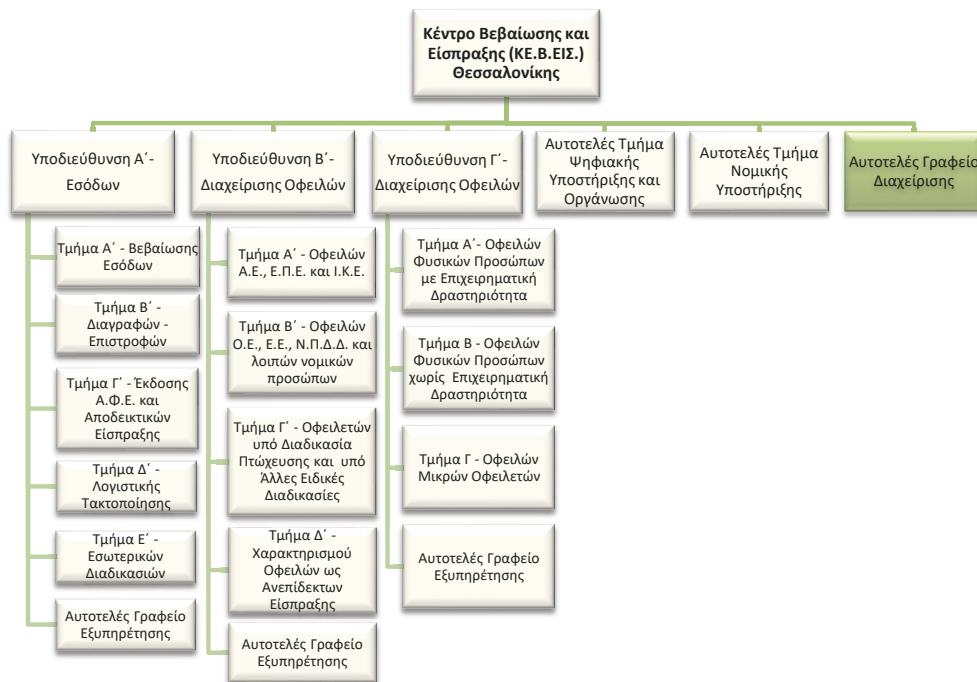 Κέντρο Βεβαίωσης και
Είσπραξης (ΚΕ.Β.ΕΙΣ.)
Θεσσαλονίκης
Υποδιεύθυνση Α΄-
Εσόδων
Υποδιεύθυνση Β΄-
Διαχείρισης Οφειλών
Υποδιεύθυνση Γ΄-
Διαχείρισης Οφειλών
Αυτοτελές Τμήμα
Ψηφιακής
Υποστήριξης και
Οργάνωσης
Αυτοτελές Τμήμα
Νομικής
Υποστήριξης
Αυτοτελές Γραφείο
Διαχείρισης
Τμήμα Α΄ - Βεβαίωσης
Εσόδων
Τμήμα Β΄ -
Διαγραφών -
Επιστροφών
Τμήμα Γ΄ - Έκδοσης
Α.Φ.Ε. και
Αποδεικτικών
Είσπραξης
Τμήμα Δ΄ -
Λογιστικής
Τακτοποίησης
Τμήμα Ε΄ -
Εσωτερικών
Διαδικασιών
Αυτοτελές Γραφείο
Εξυπηρέτησης
Τμήμα Α΄ - Οφειλών
Α.Ε., Ε.Π.Ε. και Ι.Κ.Ε.
Τμήμα Β΄ - Οφειλών
Ο.Ε., Ε.Ε., Ν.Π.Δ.Δ. και
λοιπών νομικών
προσώπων
Τμήμα Γ΄ - Οφειλετών
υπό Διαδικασία
Πτώχευσης και υπό
Άλλες Ειδικές
Διαδικασίες
Τμήμα Δ΄ -
Χαρακτηρισμού
Οφειλών ως
Ανεπίδεκτων
Είσπραξης
Αυτοτελές Γραφείο
Εξυπηρέτησης
Τμήμα Α΄- Οφειλών
Φυσικών Προσώπων
με Επιχειρηματική
Δραστηριότητα
Τμήμα Β - Οφειλών
Φυσικών Προσώπων
χωρίς Επιχειρηματική
Δραστηριότητα
Τμήμα Γ - Οφειλών
Μικρών Οφειλετών
Αυτοτελές Γραφείο
Εξυπηρέτησης